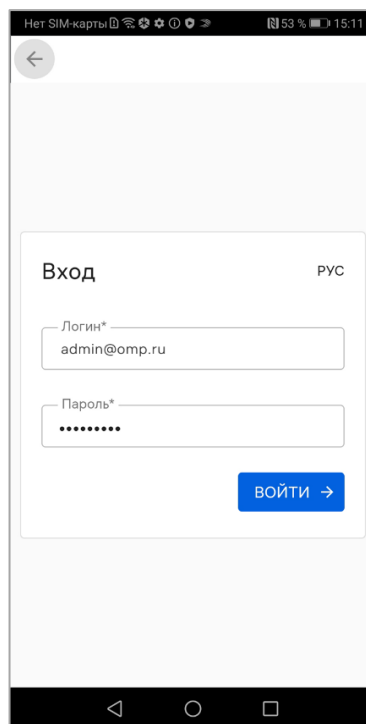 Нет SIM-карты 53 % 15:11
Вход
РУС
Логин*
admin@omp.ru
Пароль*
•••••••••
ВОЙТИ →